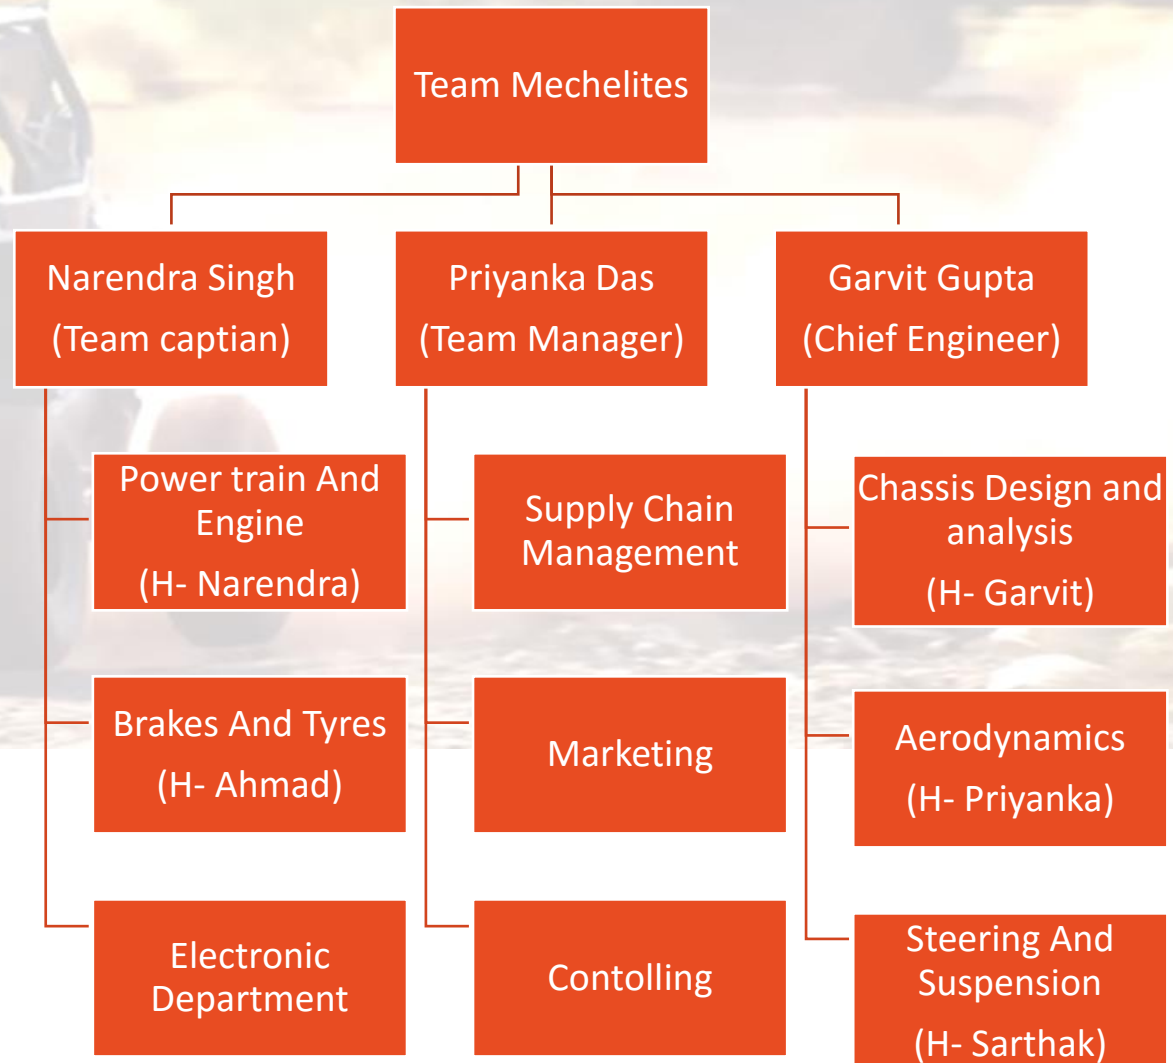 Team Mechelites
Narendra Singh
(Team captian)
Priyanka Das
(Team Manager)
Garvit Gupta
(Chief Engineer)
Power train And
Engine
(H- Narendra)
Supply Chain
Management
Chassis Design and
analysis
(H- Garvit)
Brakes And Tyres
(H- Ahmad)
Marketing
Aerodynamics
(H- Priyanka)
Electronic
Department
Contolling
Steering And
Suspension
(H- Sarthak)